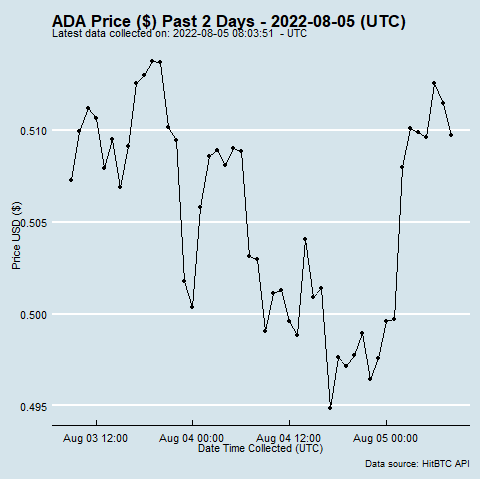 ADA Price ($) Past 2 Days - 2022-08-05 (UTC)
Latest data collected on: 2022-08-05 08:03:51 - UTC
0.510
0.505
0.500
0.495
Price USD ($)
Aug 03 12:00 Aug 04 00:00 Aug 04 12:00 Aug 05 00:00
Date Time Collected (UTC)
Data source: HitBTC API